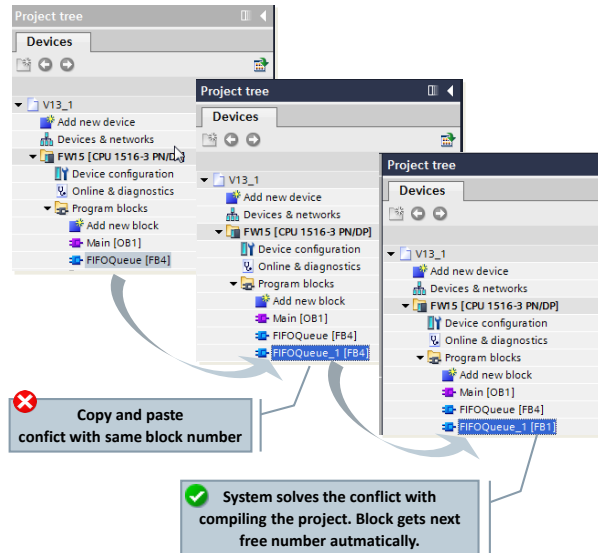 Project tree
Devices
V13_1
Add new device
Devices & networks
FW15 [CPU 1516-3 PN/DP]
Device configuration
Online & diagnostics
Program blocks
Add new block
Main [OB1]
FIFOQueue [FB4]
Project tree
Devices
V13_1
Add new device
Devices & networks
FW15 [CPU 1516-3 PN/DP]
Device configuration
Online & diagnostics
Program blocks
Add new block
Main [OB1]
FIFOQueue [FB4]
FIFOQueue_1 [FB4]
Project tree
Devices
V13_1
Add new device
Devices & networks
FW15 [CPU 1516-3 PN/DP]
Device configuration
Online & diagnostics
Program blocks
Add new block
Main [OB1]
FIFOQueue [FB4]
FIFOQueue_1 [FB1]
Copy and paste
confict with same block number
System solves the conflict with
compiling the project. Block gets next
free number autmatically.